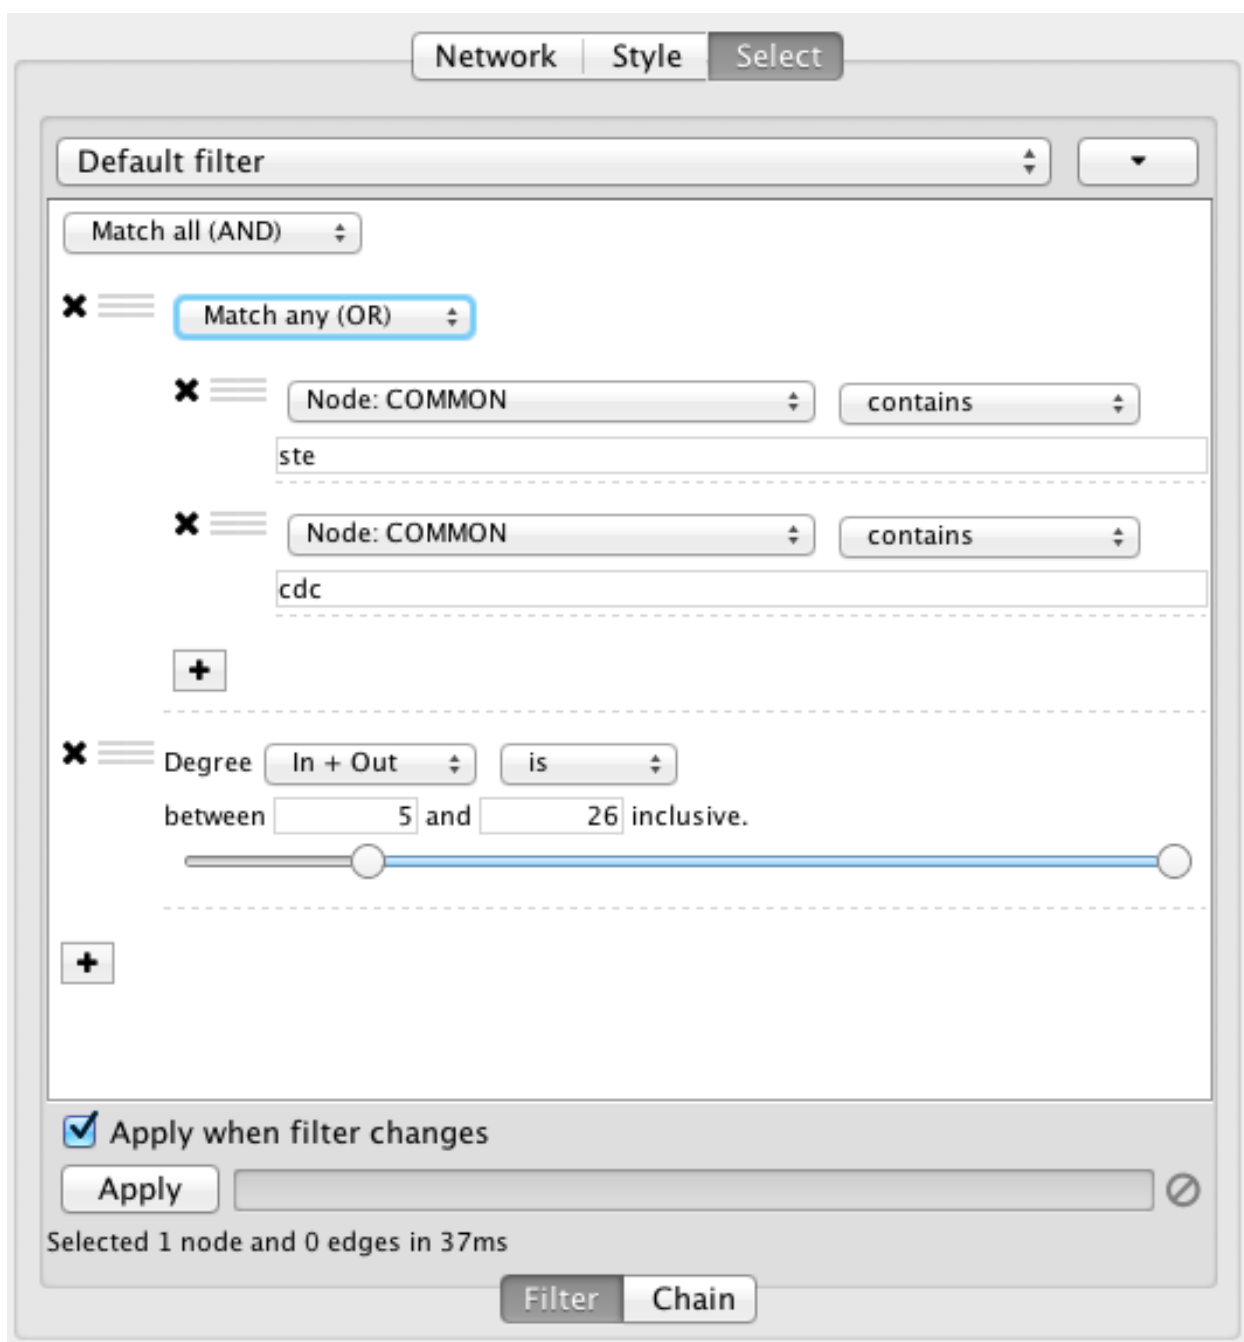 Network Style Select
Default filter
Match all (AND)
Match any (OR)
Node: COMMON contains
ste
Node: COMMON contains
cdc
Degree In + Out is
between 5 and 26 inclusive.
Apply when filter changes
Apply
Selected 1 node and 0 edges in 37ms
Filter Chain